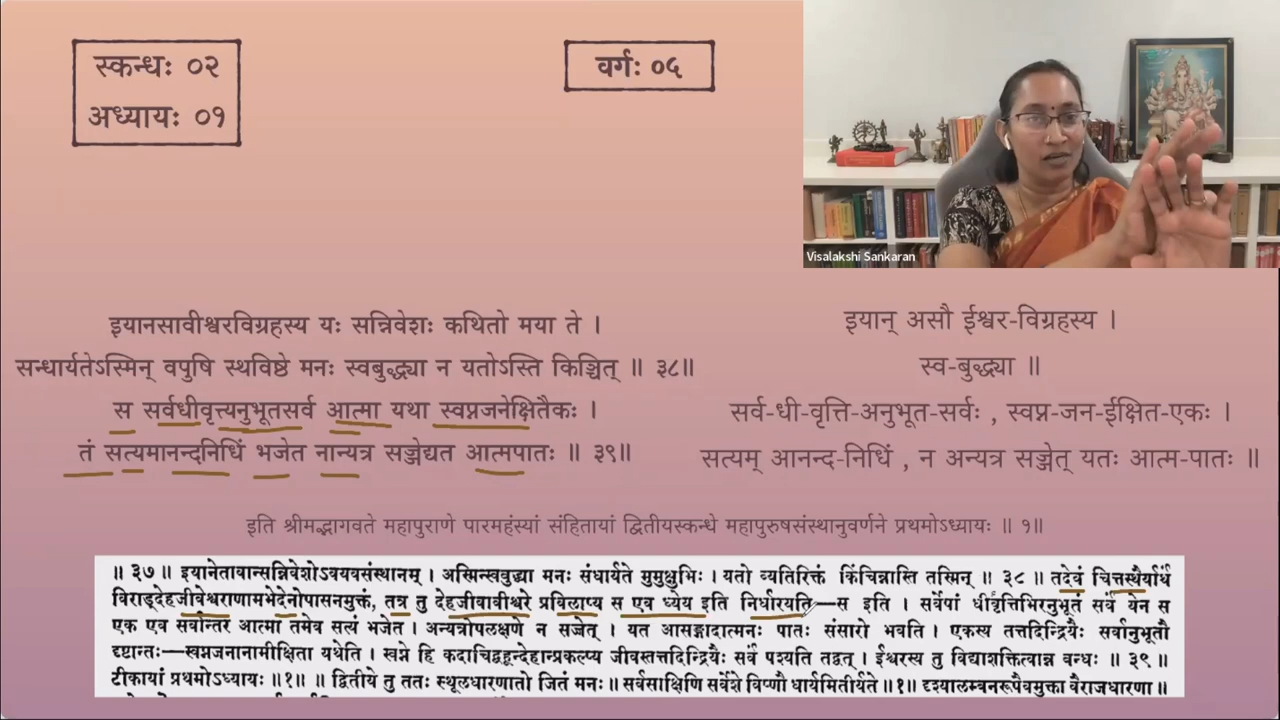 स्कन्धः ०२
अध्यायः ०१
वर्गः ०५
Visalakshi Sankaran
इयानसावीश्वरविग्रहस्य यः सन्निवेशः कथितो मया ते ।
सन्धार्यतेऽस्मिन् वपुषि स्थविष्ठे मनः स्वबुद्ध्या न यतोऽस्ति किञ्चित् ॥ ३८॥
स सर्वधीवृत्त्यनुभूतसर्व आत्मा यथा स्वप्नजनेक्षितैकः ।
तं सत्यमानन्दनिधिं भजेत नान्यत्र सज्जेद्यत आत्मपातः ॥ ३९॥
इयान् असौ ईश्वर-विग्रहस्य ।
स्व-बुद्ध्या ॥
सर्व-धी-वृत्ति-अनुभूत-सर्वः , स्वप्न-जन-ईक्षित-एकः ।
सत्यम् आनन्द-निधिं , न अन्यत्र सज्जेत् यतः आत्म-पातः ॥
इति श्रीमद्भागवते महापुराणे पारमहंस्यां संहितायां द्वितीयस्कन्धे महापुरुषसंस्थानुवर्णने प्रथमोऽध्यायः ॥ १॥
॥ ३७ ॥ इयानेतावान्सन्निवेशोऽवयवसंस्थानम् । अस्मिन्स्वबुद्ध्या मनः संधार्यते मुमुक्षुभिः । यतो व्यतिरिक्तं किंचिन्नास्ति तस्मिन् ॥ ३८ ॥ तदेवं चित्तस्थैर्यार्थं
विराड्देहजीवेश्वराणामभेदेनोपासनमुक्तं, तत्र तु देहजीवावीश्वरे प्रविलाप्य स एव ध्येय इति निर्धारयति—स इति । सर्वेषां धीवृत्तिभिरनुभूतं सर्वं येन स
एक एव सर्वान्तर आत्मा तमेव सत्यं भजेत । अन्यत्रोपलक्षणे न सज्जेत् । यत आसङ्गादात्मनः पातः संसारो भवति । एकस्य तत्तदिन्द्रियैः सर्वानुभूतौ
दृष्टान्तः—स्वप्नजनानामीक्षिता यथेति । स्वप्ने हि कदाचिद्बहून्देहान्प्रकल्प्य जीवस्तत्तदिन्द्रियैः सर्वं पश्यति तद्वत् । ईश्वरस्य तु विद्याशक्तित्वान्न बन्धः ॥ ३९ ॥
टीकायां प्रथमोऽध्यायः ॥१॥ ॥ द्वितीये तु ततः स्थूलधारणातो जितं मनः ॥ सर्वसाक्षिणि सर्वेशे विष्णौ धार्यमितीर्यते ॥१॥ दृश्यालम्बनरूपैवमुक्ता वैराजधारणा ॥